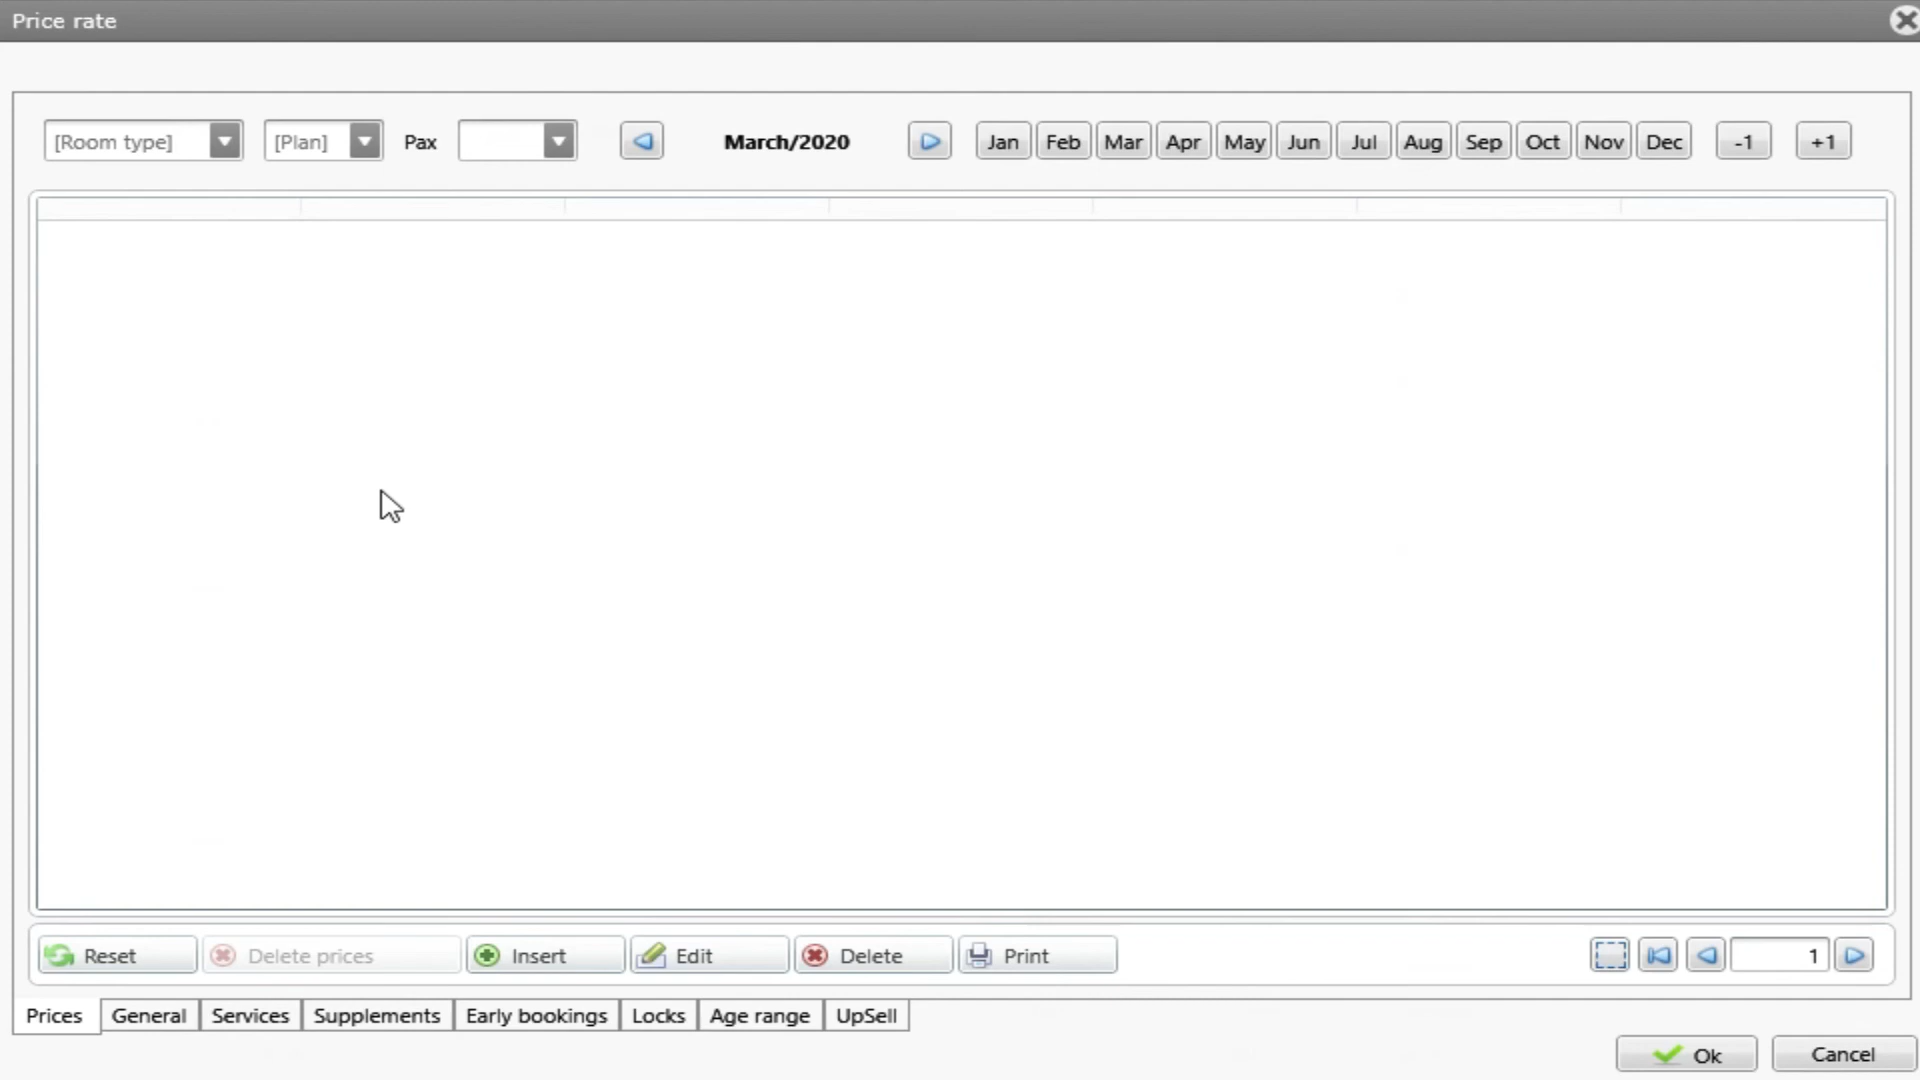 Price rate
[Room type] [Plan] Pax March/2020 Jan Feb Mar Apr May Jun Jul Aug Sep Oct Nov Dec -1 +1
Reset Delete prices Insert Edit Delete Print 1
Prices General Services Supplements Early bookings Locks Age range UpSell
Ok Cancel